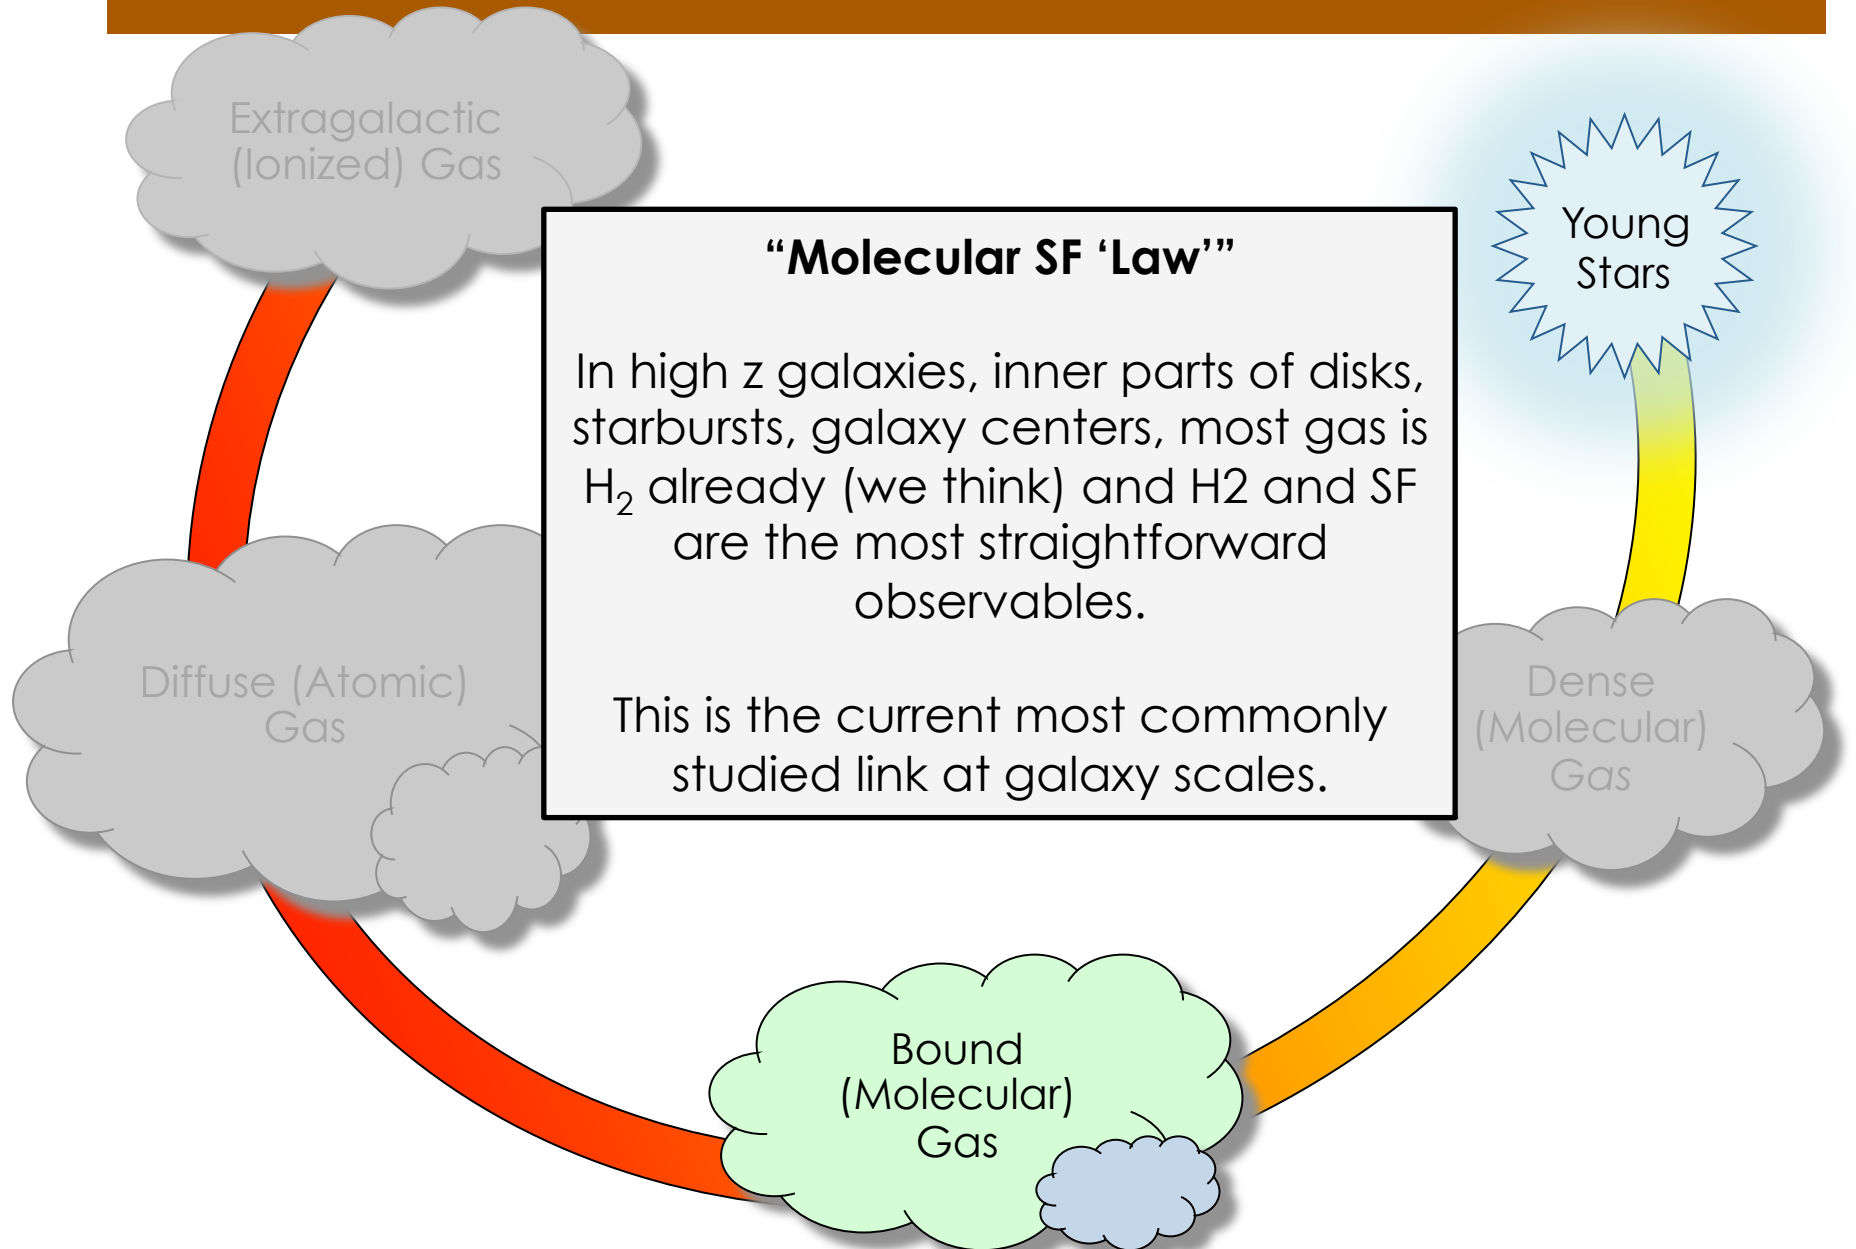 Extragalactic
(Ionized) Gas
Young
Stars
“Molecular SF ‘Law’”
In high z galaxies, inner parts of disks,
starbursts, galaxy centers, most gas is
H₂ already (we think) and H2 and SF
are the most straightforward
observables.
This is the current most commonly
studied link at galaxy scales.
Diffuse (Atomic)
Gas
Dense
(Molecular)
Gas
Bound
(Molecular)
Gas